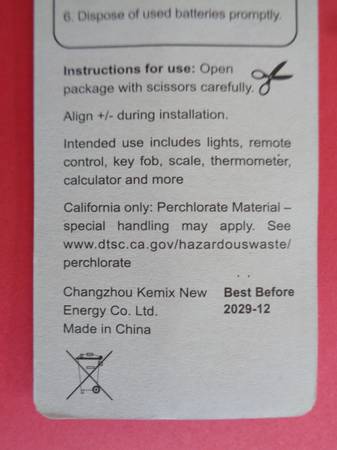 6. Dispose of used batteries promptly.
Instructions for use: Open
package with scissors carefully.
Align +/- during installation.
Intended use includes lights, remote
control, key fob, scale, thermometer,
calculator and more
California only: Perchlorate Material –
special handling may apply. See
www.dtsc.ca.gov/hazardouswaste/
perchlorate
Changzhou Kemix New
Energy Co. Ltd.
Made in China
Best Before
2029-12